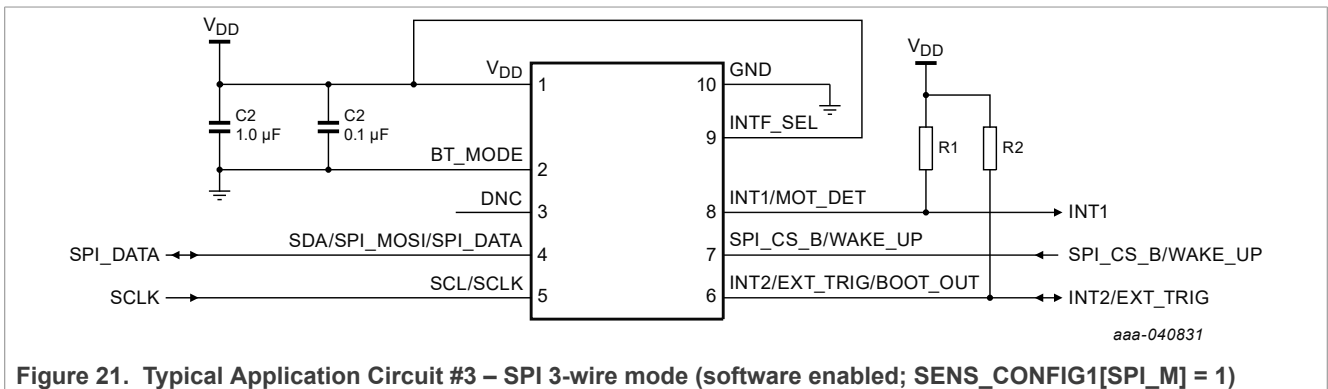 VDD
VDD
VDD
1
10
GND
C2
1.0 µF
C2
0.1 µF
9
INTF_SEL
R1
R2
BT_MODE
2
DNC
3
8
INT1/MOT_DET
INT1
SPI_DATA
SDA/SPI_MOSI/SPI_DATA
4
7
SPI_CS_B/WAKE_UP
SPI_CS_B/WAKE_UP
SCLK
SCL/SCLK
5
6
INT2/EXT_TRIG/BOOT_OUT
INT2/EXT_TRIG
aaa-040831
Figure 21. Typical Application Circuit #3 – SPI 3-wire mode (software enabled; SENS_CONFIG1[SPI_M] = 1)